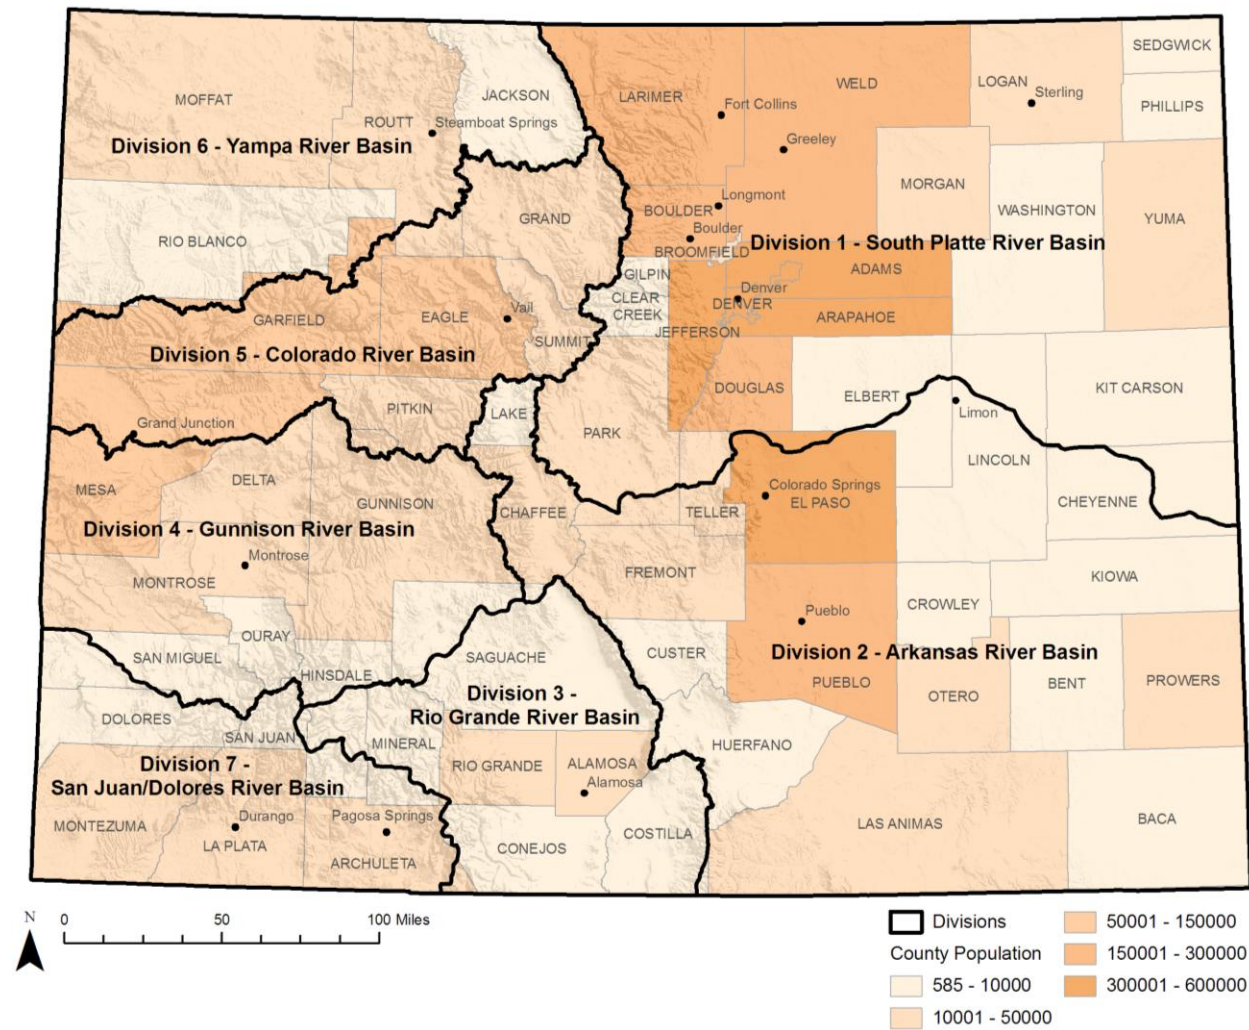 SEDGWICK
WELD
LOGAN
Sterling
JACKSON
LARIMER
MOFFAT
PHILLIPS
Fort Collins
ROUTT
Steamboat Springs
Division 6 - Yampa River Basin
Greeley
MORGAN
Longmont
BOULDER
WASHINGTON
YUMA
GRAND
RIO BLANCO
Boulder
BROOMFIELD
Division 1 - South Platte River Basin
GILPIN
ADAMS
CLEAR
CREEK
Denver
DENVER
Vail
GARFIELD
EAGLE
ARAPAHOE
JEFFERSON
SUMMIT
Division 5 - Colorado River Basin
DOUGLAS
KIT CARSON
ELBERT
PITKIN
LAKE
Limon
Grand Junction
PARK
LINCOLN
DELTA
MESA
Colorado Springs
EL PASO
GUNNISON
CHAFFEE
TELLER
CHEYENNE
Division 4 - Gunnison River Basin
Montrose
MONTROSE
FREMONT
KIOWA
CROWLEY
Pueblo
OURAY
SAN MIGUEL
SAGUACHE
CUSTER
Division 2 - Arkansas River Basin
HINSDALE
PUEBLO
BENT
PROWERS
Division 3 -
Rio Grande River Basin
OTERO
DOLORES
SAN JUAN
MINERAL
HUERFANO
Division 7 -
San Juan/Dolores River Basin
RIO GRANDE
ALAMOSA
Alamosa
Durango
Pagosa Springs
MONTEZUMA
LA PLATA
ARCHULETA
CONEJOS
COSTILLA
LAS ANIMAS
BACA
N
0 50 100 Miles
Divisions
County Population
585 - 10000
10001 - 50000
50001 - 150000
150001 - 300000
300001 - 600000